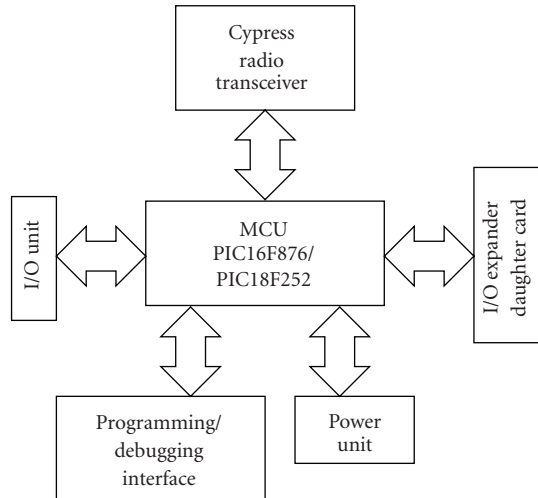 Cypress
radio
transceiver
I/O unit
MCU
PIC16F876/
PIC18F252
I/O expander
daughter card
Programming/
debugging
interface
Power
unit